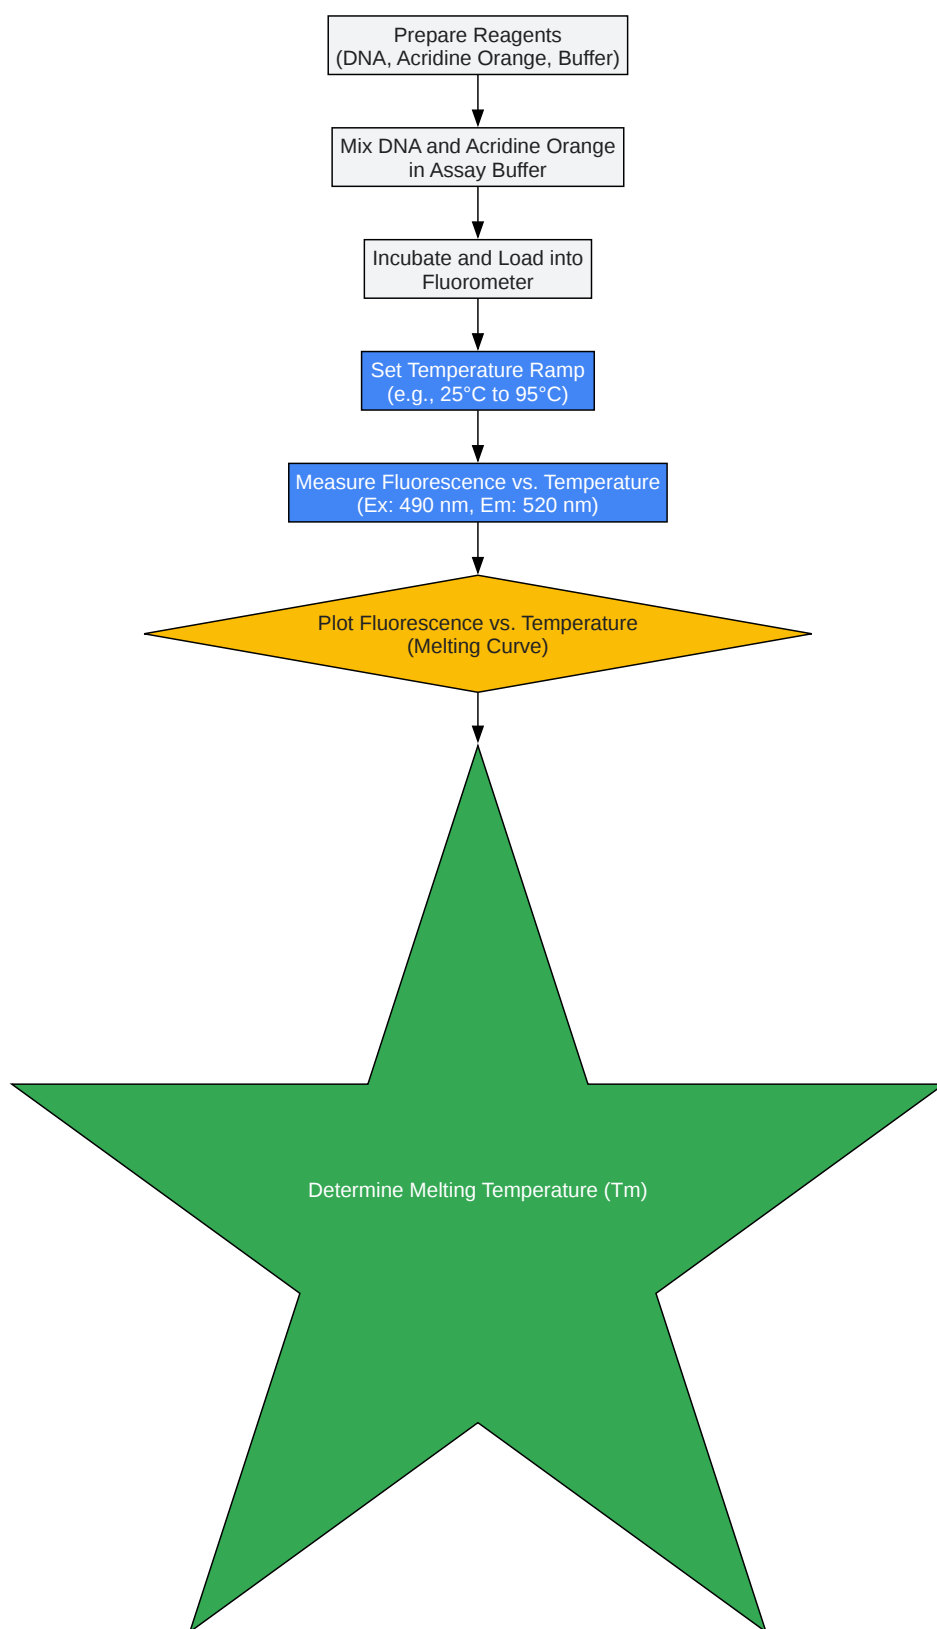 Prepare Reagents
(DNA, Acridine Orange, Buffer)
Mix DNA and Acridine Orange
in Assay Buffer
Incubate and Load into
Fluorometer
Set Temperature Ramp
(e.g., 25°C to 95°C)
Measure Fluorescence vs. Temperature
(Ex: 490 nm, Em: 520 nm)
Plot Fluorescence vs. Temperature
(Melting Curve)
Determine Melting Temperature (Tm)